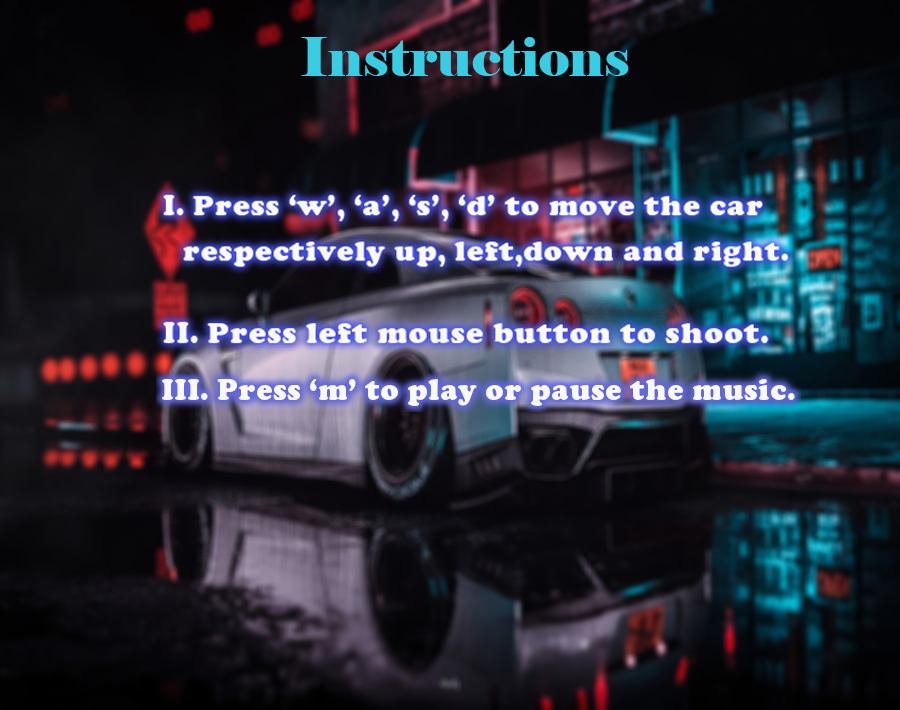 Instructions
I. Press ‘w’, ‘a’, ‘s’, ‘d’ to move the car
respectively up, left,down and right.
II. Press left mouse button to shoot.
III. Press ‘m’ to play or pause the music.